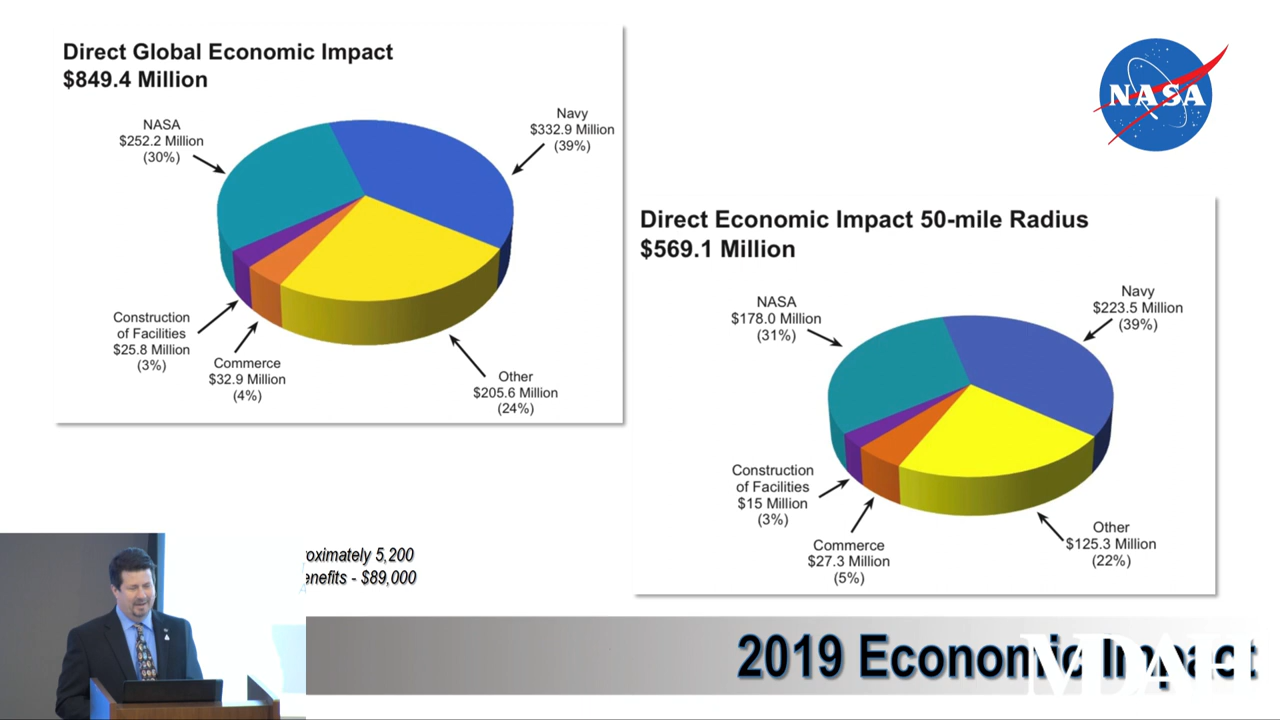 Direct Global Economic Impact
$849.4 Million
NASA
$252.2 Million
(30%)
Navy
$332.9 Million
(39%)
Construction
of Facilities
$25.8 Million
(3%)
Commerce
$32.9 Million
(4%)
Other
$205.6 Million
(24%)
NASA
Direct Economic Impact 50-mile Radius
$569.1 Million
NASA
$178.0 Million
(31%)
Navy
$223.5 Million
(39%)
Construction
of Facilities
$15 Million
(3%)
Commerce
$27.3 Million
(5%)
Other
$125.3 Million
(22%)
5,200
- $89,000
2019 Economic Impact
MDAH